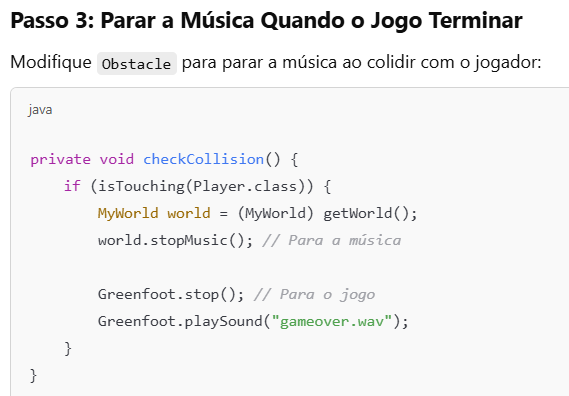 Passo 3: Parar a Música Quando o Jogo Terminar
Modifique Obstacle para parar a música ao colidir com o jogador:
java
private void checkCollision() {
    if (isTouching(Player.class)) {
        MyWorld world = (MyWorld) getWorld();
        world.stopMusic(); // Para a música

        Greenfoot.stop(); // Para o jogo
        Greenfoot.playSound("gameover.wav");
    }
}